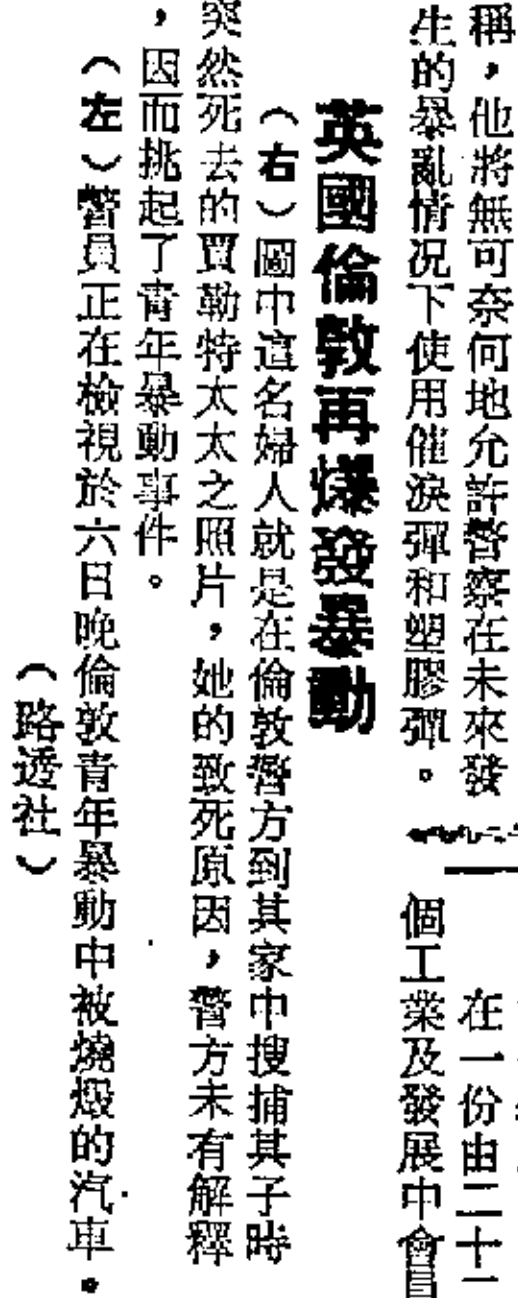 稱，他將無可奈何地允許警察在未來發
生的暴亂情況下使用催淚彈和塑膠彈。
在一份由二十一
個工業及發展中會員
英國倫敦再爆發暴動
（右）圖中這名婦人就是在倫敦警方到其家中搜捕其子時
突然死去的賈勒特太太之照片，她的致死原因，警方未有解釋
，因而挑起了青年暴動事件。
（左）警員正在檢視於六日晚倫敦青年暴動中被燒燬的汽車。
（路透社）